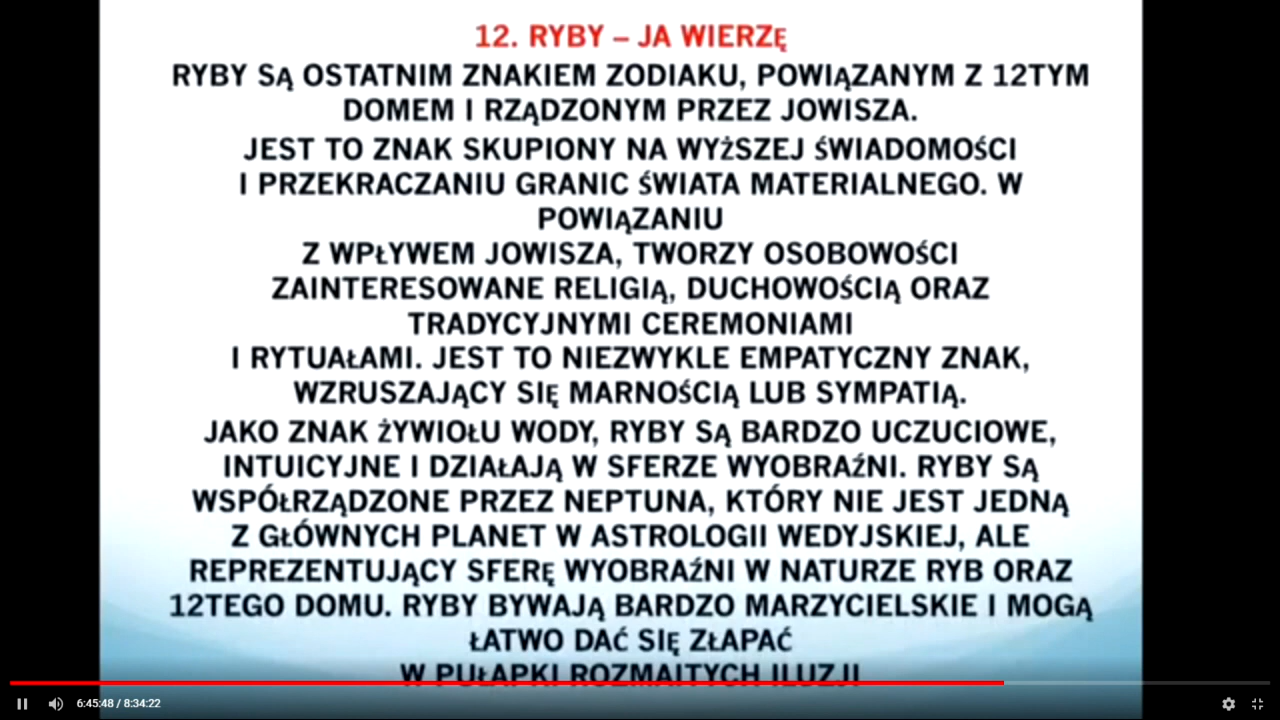 12. RYBY – JA WIERZĘ
RYBY SĄ OSTATNIM ZNAKIEM ZODIAKU, POWIĄZANYM Z 12TYM
DOMEM I RZĄDZONYM PRZEZ JOWISZA.
JEST TO ZNAK SKUPIONY NA WYŻSZEJ ŚWIADOMOŚCI
I PRZEKRACZANIU GRANIC ŚWIATA MATERIALNEGO. W
POWIĄZANIU
Z WPŁYWEM JOWISZA, TWORZY OSOBOWOŚCI
ZAINTERESOWANE RELIGIĄ, DUCHOWOŚCIĄ ORAZ
TRADYCYJNYMI CEREMONIAMI
I RYTUAŁAMI. JEST TO NIEZWYKLE EMPATYCZNY ZNAK,
WZRUSZAJĄCY SIĘ MARNOŚCIĄ LUB SYMPATIĄ.
JAKO ZNAK ŻYWIOŁU WODY, RYBY SĄ BARDZO UCZUCIOWE,
INTUICYJNE I DZIAŁAJĄ W SFERZE WYOBRAŹNI. RYBY SĄ
WSPÓŁRZĄDZONE PRZEZ NEPTUNA, KTÓRY NIE JEST JEDNĄ
Z GŁÓWNYCH PLANET W ASTROLOGII WEDYJSKIEJ, ALE
REPREZENTUJĄCY SFERĘ WYOBRAŹNI W NATURZE RYB ORAZ
12TEGO DOMU. RYBY BYWAJĄ BARDZO MARZYCIELSKIE I MOGĄ
ŁATWO DAĆ SIĘ ZŁAPAĆ
W PUŁAPKI ROZMAITYCH ILUZJI
6:45:48 / 8:34:22